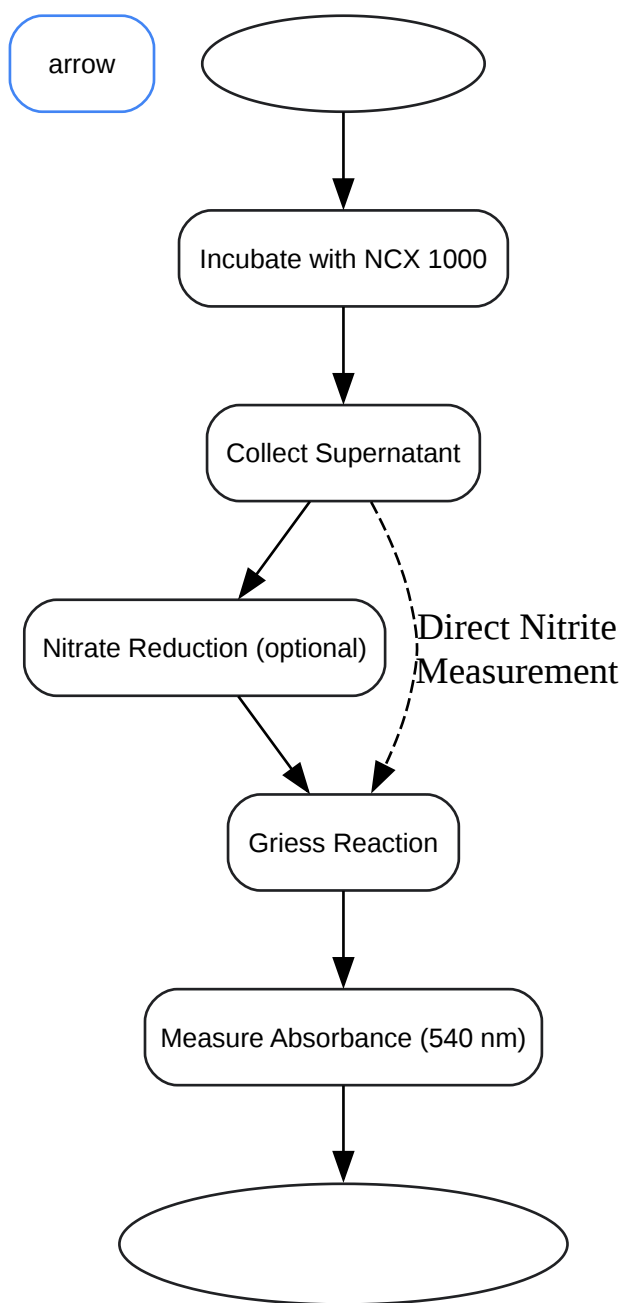 arrow
Incubate with NCX 1000
Collect Supernatant
Nitrate Reduction (optional)
Direct Nitrite
Measurement
Griess Reaction
Measure Absorbance (540 nm)